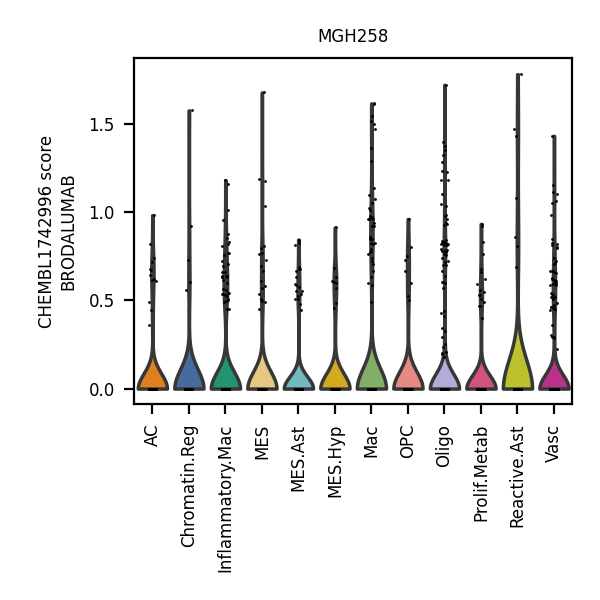 MGH258
CHEMBL1742996 score
BRODALUMAB
1.5
1.0
0.5
0.0
AC
Chromatin.Reg
Inflammatory.Mac
MES
MES.Ast
MES.Hyp
Mac
OPC
Oligo
Prolif.Metab
Reactive.Ast
Vasc